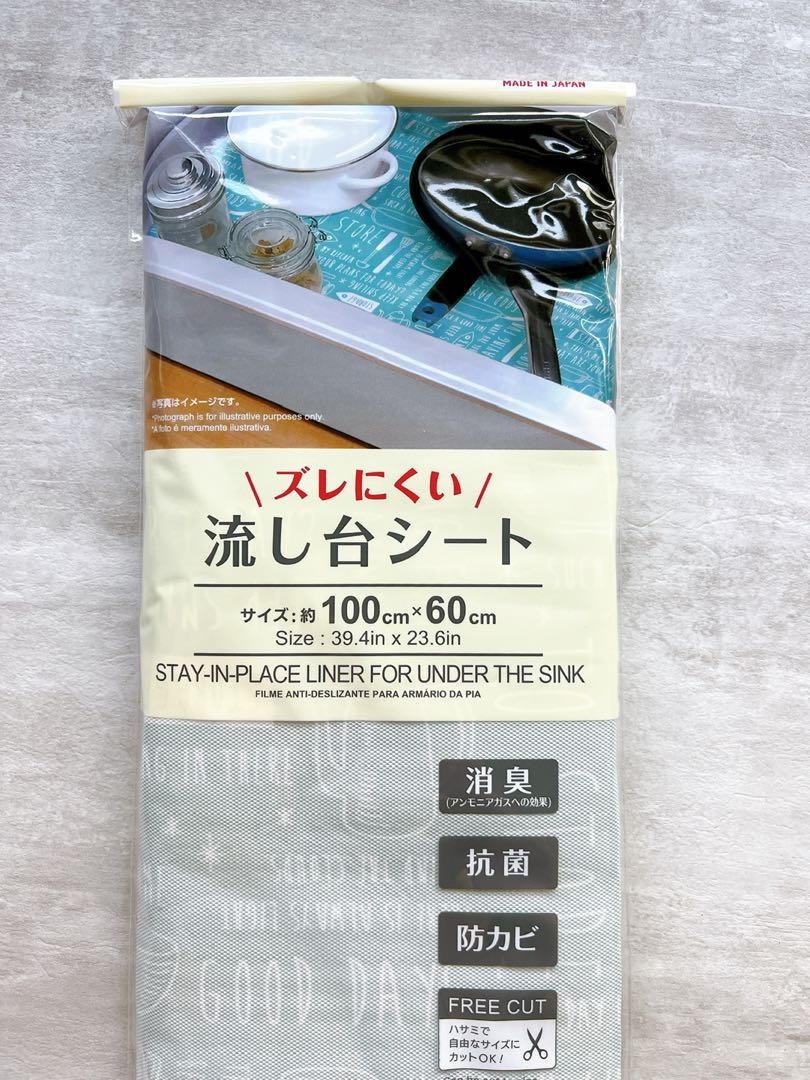 MADE IN JAPAN
STORE
YOUR PLANS FOR TODAY?
※写真はイメージです。
*Photograph is for illustrative purposes only.
*A foto é meramente ilustrativa.
\ ズレにくい /
流し台シート
サイズ:約100cm×60cm
Size : 39.4in x 23.6in
STAY-IN-PLACE LINER FOR UNDER THE SINK
FILME ANTI-DESLIZANTE PARA ARMÁRIO DA PIA
消臭
(アンモニアガスへの効果)
抗菌
防カビ
GOOD DAY
FREE CUT
ハサミで
自由なサイズに
カットOK!